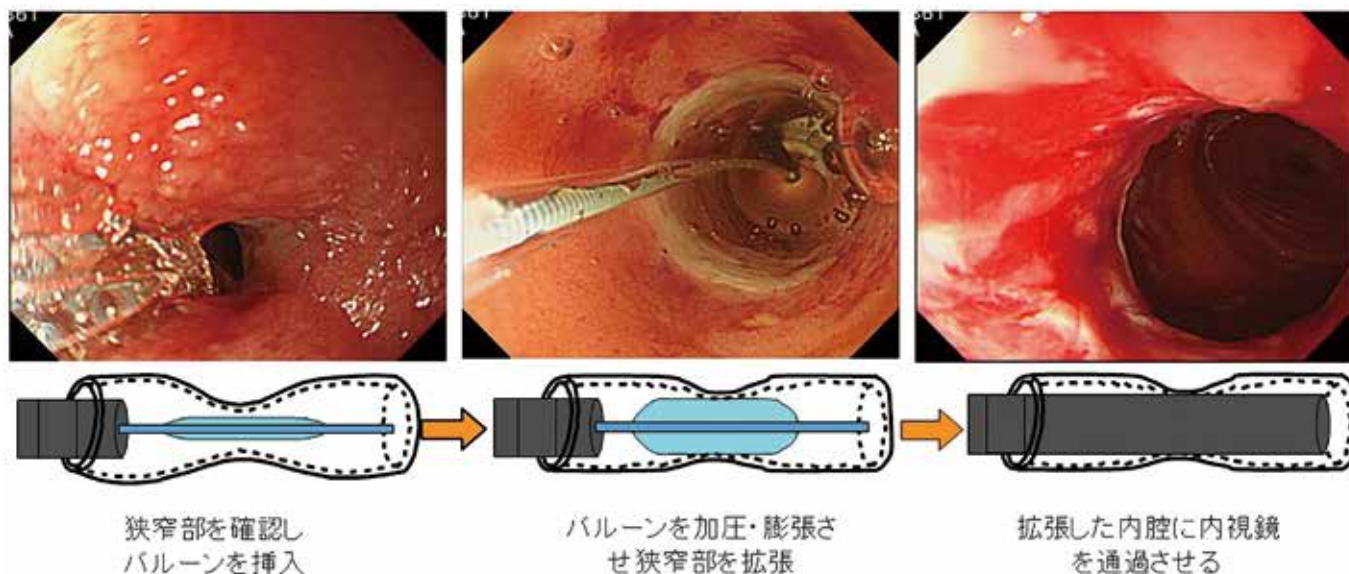 狭窄部を確認し
バルーンを挿入
バルーンを加圧・膨張さ
せ狭窄部を拡張
拡張した内腔に内視鏡
を通過させる